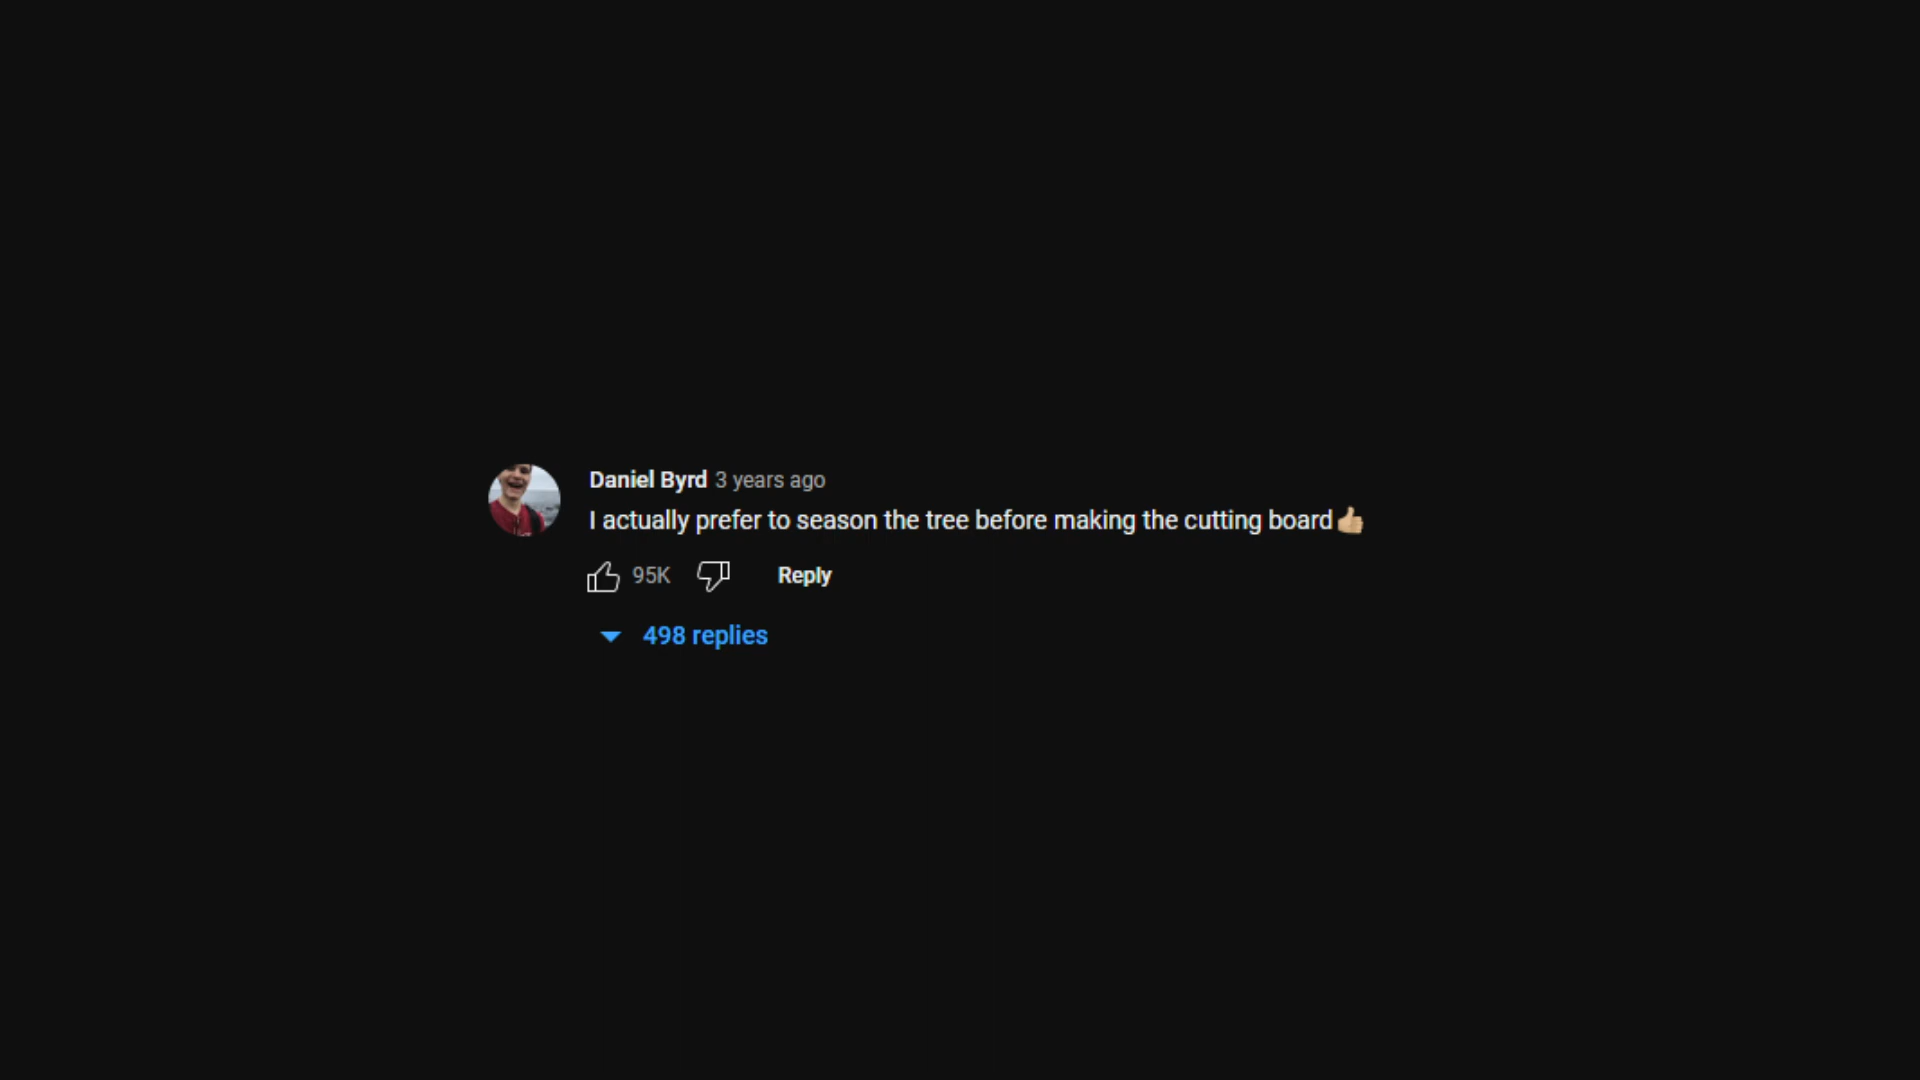 Daniel Byrd 3 years ago
I actually prefer to season the tree before making the cutting board👍🏼
95K Reply
498 replies